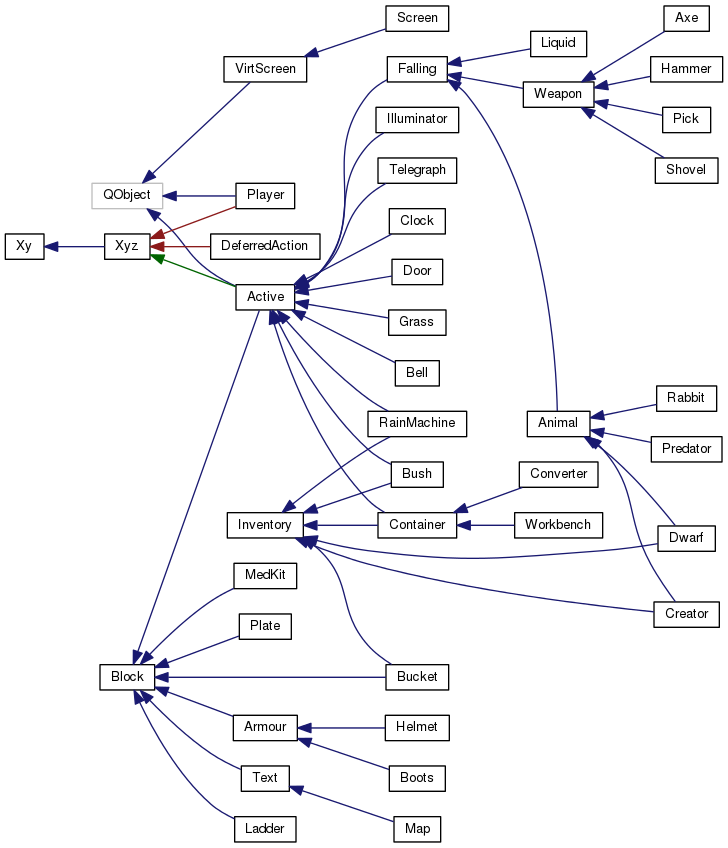 Screen
VirtScreen
Falling
Liquid
Axe
Weapon
Hammer
Pick
Shovel
Illuminator
Telegraph
QObject
Player
Clock
Xy
Xyz
DeferredAction
Door
Active
Grass
Bell
RainMachine
Animal
Rabbit
Predator
Bush
Converter
Inventory
Container
Workbench
Dwarf
MedKit
Creator
Plate
Block
Bucket
Armour
Helmet
Text
Boots
Ladder
Map